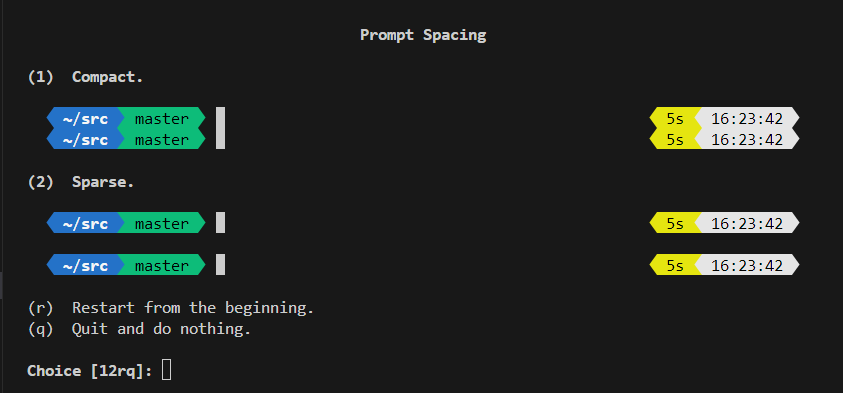 Prompt Spacing
(1) Compact.
~/src master 5s 16:23:42
~/src master 5s 16:23:42
(2) Sparse.
~/src master 5s 16:23:42
~/src master 5s 16:23:42
(r) Restart from the beginning.
(q) Quit and do nothing.
Choice [12rq]: